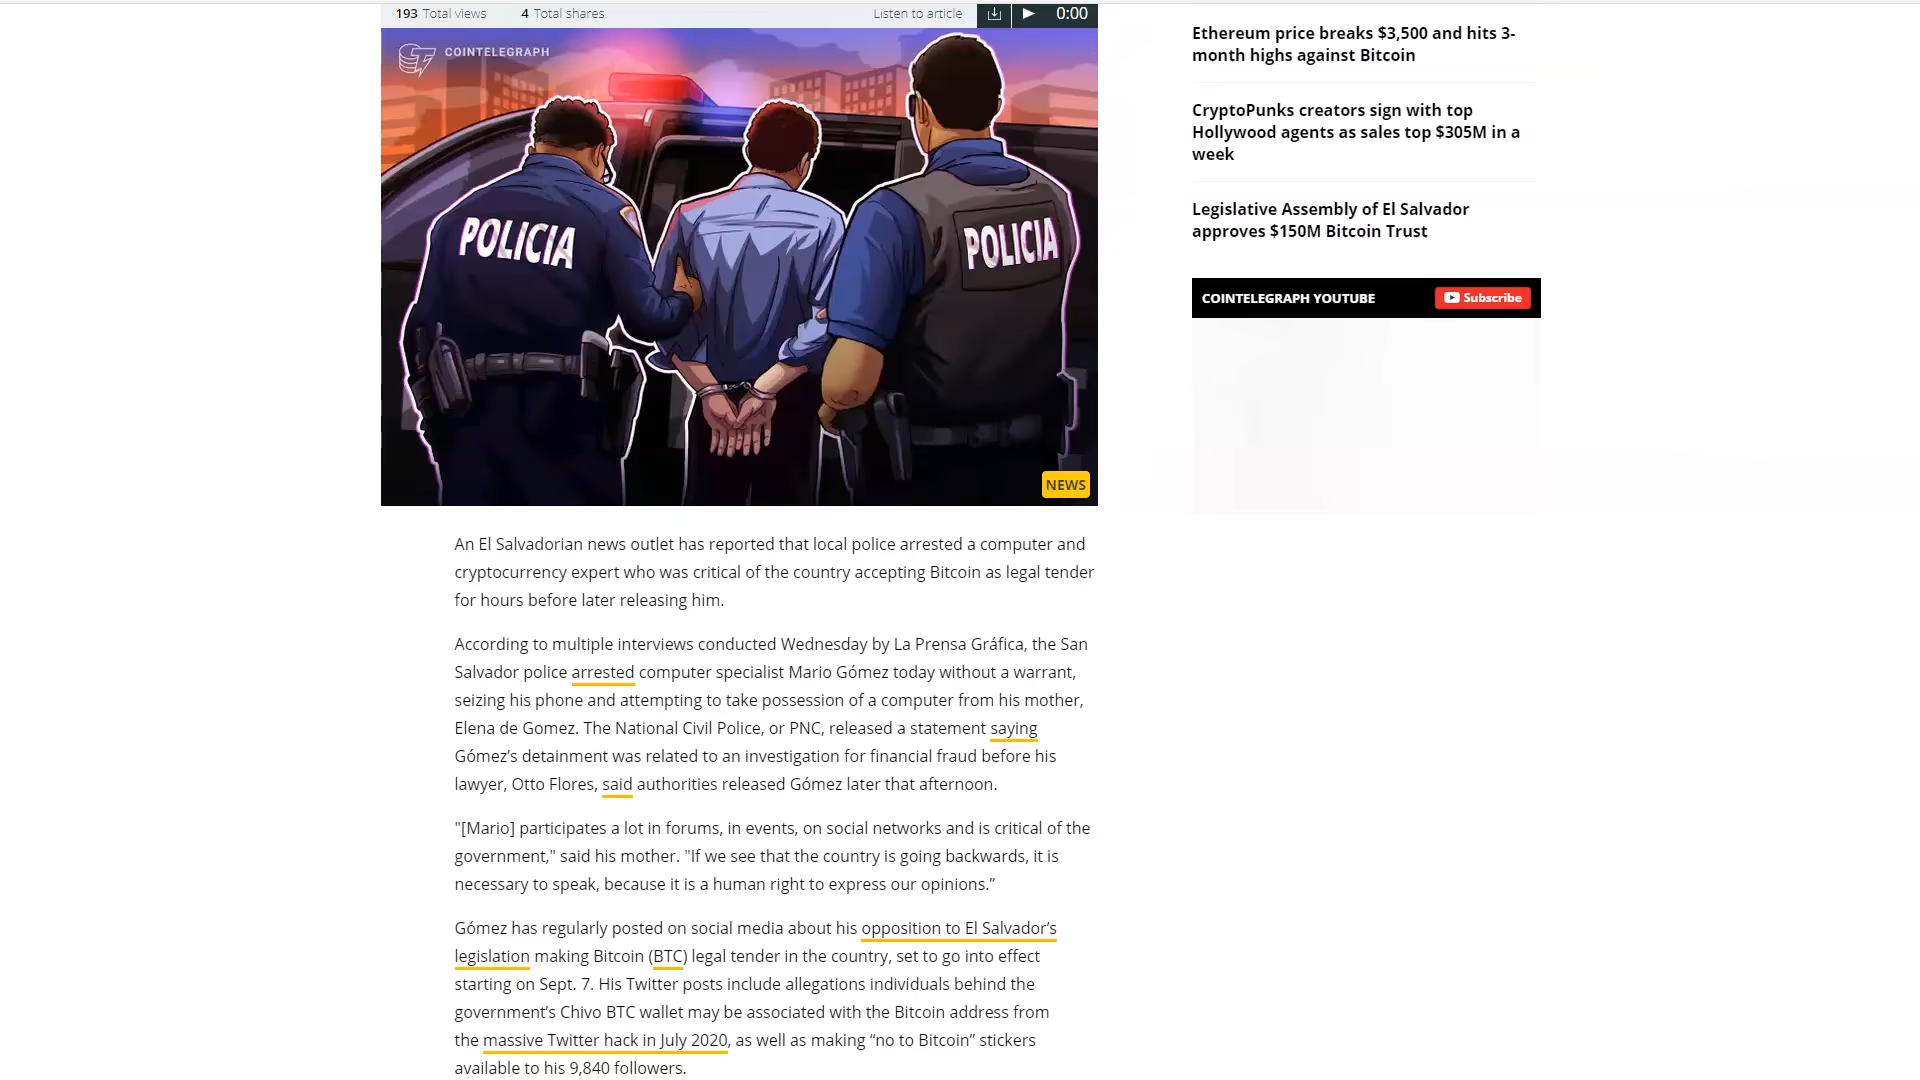 193 Total views
4 Total shares
Listen to article
0:00
COINTELEGRAPH
POLICIA
POLICIA
NEWS
An El Salvadorian news outlet has reported that local police arrested a computer and
cryptocurrency expert who was critical of the country accepting Bitcoin as legal tender
for hours before later releasing him.
According to multiple interviews conducted Wednesday by La Prensa Gráfica, the San
Salvador police arrested computer specialist Mario Gómez today without a warrant,
seizing his phone and attempting to take possession of a computer from his mother,
Elena de Gomez. The National Civil Police, or PNC, released a statement saying
Gómez’s detainment was related to an investigation for financial fraud before his
lawyer, Otto Flores, said authorities released Gómez later that afternoon.
"[Mario] participates a lot in forums, in events, on social networks and is critical of the
government," said his mother. "If we see that the country is going backwards, it is
necessary to speak, because it is a human right to express our opinions.”
Gómez has regularly posted on social media about his opposition to El Salvador’s
legislation making Bitcoin (BTC) legal tender in the country, set to go into effect
starting on Sept. 7. His Twitter posts include allegations individuals behind the
government’s Chivo BTC wallet may be associated with the Bitcoin address from
the massive Twitter hack in July 2020, as well as making “no to Bitcoin” stickers
available to his 9,840 followers.
Ethereum price breaks $3,500 and hits 3-
month highs against Bitcoin
CryptoPunks creators sign with top
Hollywood agents as sales top $305M in a
week
Legislative Assembly of El Salvador
approves $150M Bitcoin Trust
COINTELEGRAPH YOUTUBE
Subscribe